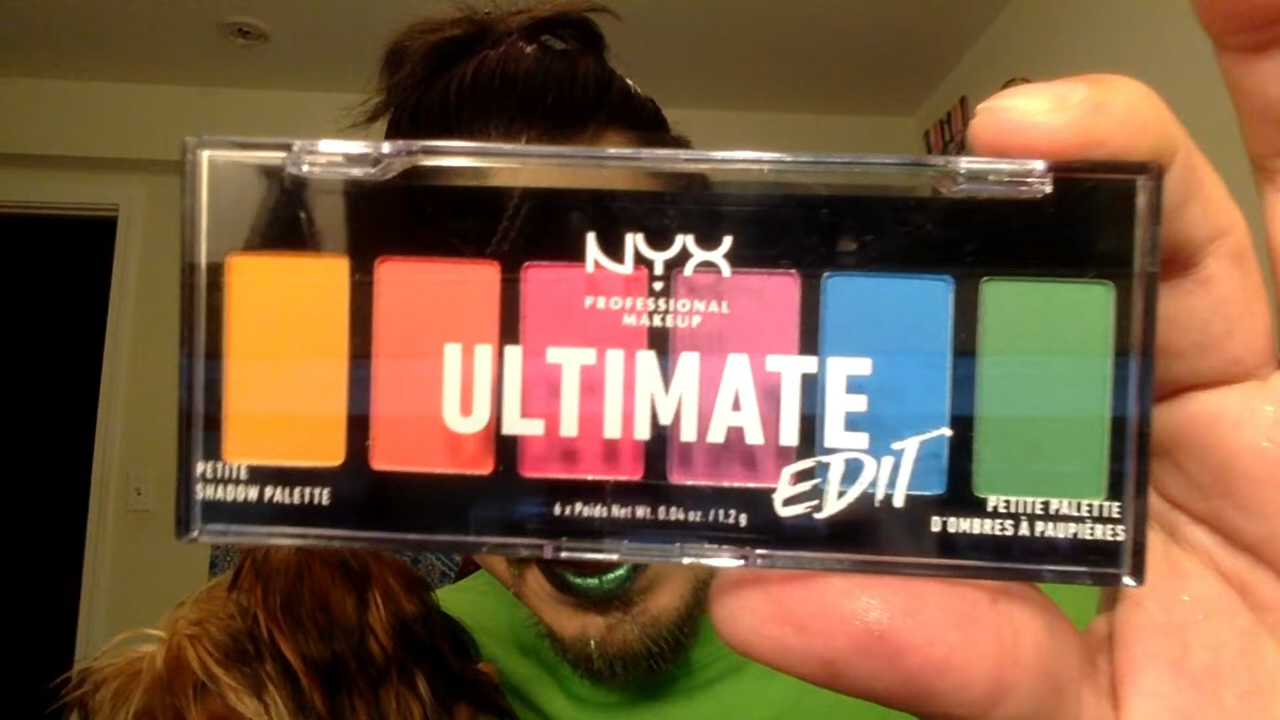 NYX
PROFESSIONAL
MAKEUP
ULTIMATE
EDIT
PETITE
SHADOW PALETTE
6 x Poids Net Wt. 0.04 oz. / 1.2 g
PETITE PALETTE
D'OMBRES À PAUPIÈRES